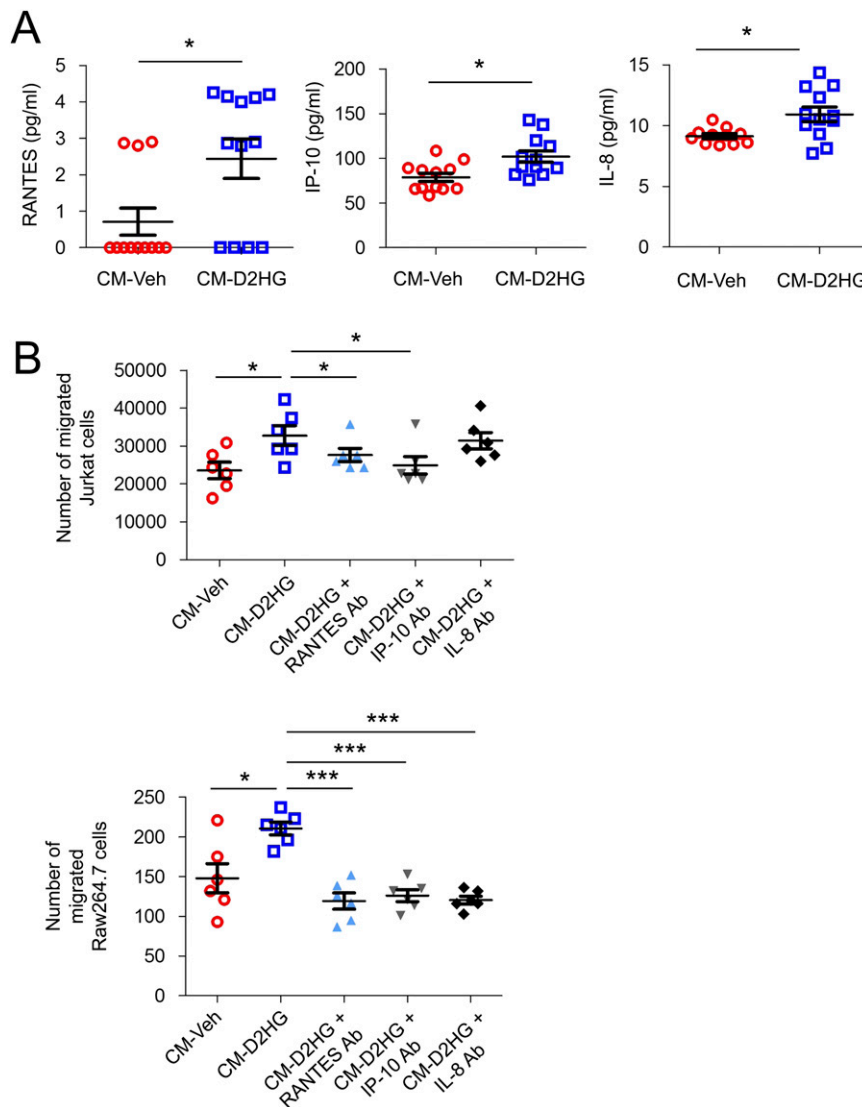 A
*
RANTES (pg/ml)
5
4
3
2
1
0
CM-Veh
CM-D2HG
*
IP-10 (pg/ml)
200
150
100
50
0
CM-Veh
CM-D2HG
*
IL-8 (pg/ml)
15
10
5
0
CM-Veh
CM-D2HG
B
*
*
*
Number of migrated
Jurkat cells
50000
40000
30000
20000
10000
0
CM-Veh
CM-D2HG
CM-D2HG +
RANTES Ab
CM-D2HG +
IP-10 Ab
CM-D2HG +
IL-8 Ab
***
***
*
***
Number of
migrated
Raw264.7 cells
250
200
150
100
50
0
CM-Veh
CM-D2HG
CM-D2HG +
RANTES Ab
CM-D2HG +
IP-10 Ab
CM-D2HG +
IL-8 Ab